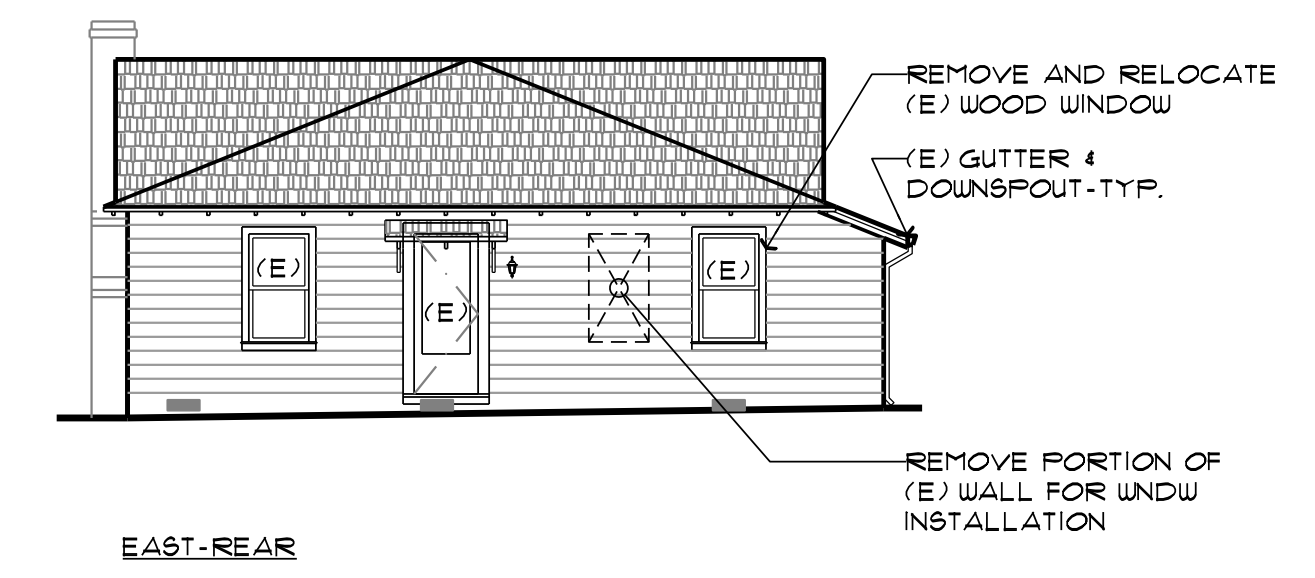 REMOVE AND RELOCATE
(E) WOOD WINDOW
(E) GUTTER &
DOWNSPOUT-TYP.
(E)
(E)
(E)
REMOVE PORTION OF
(E) WALL FOR WNDW
INSTALLATION
EAST-REAR